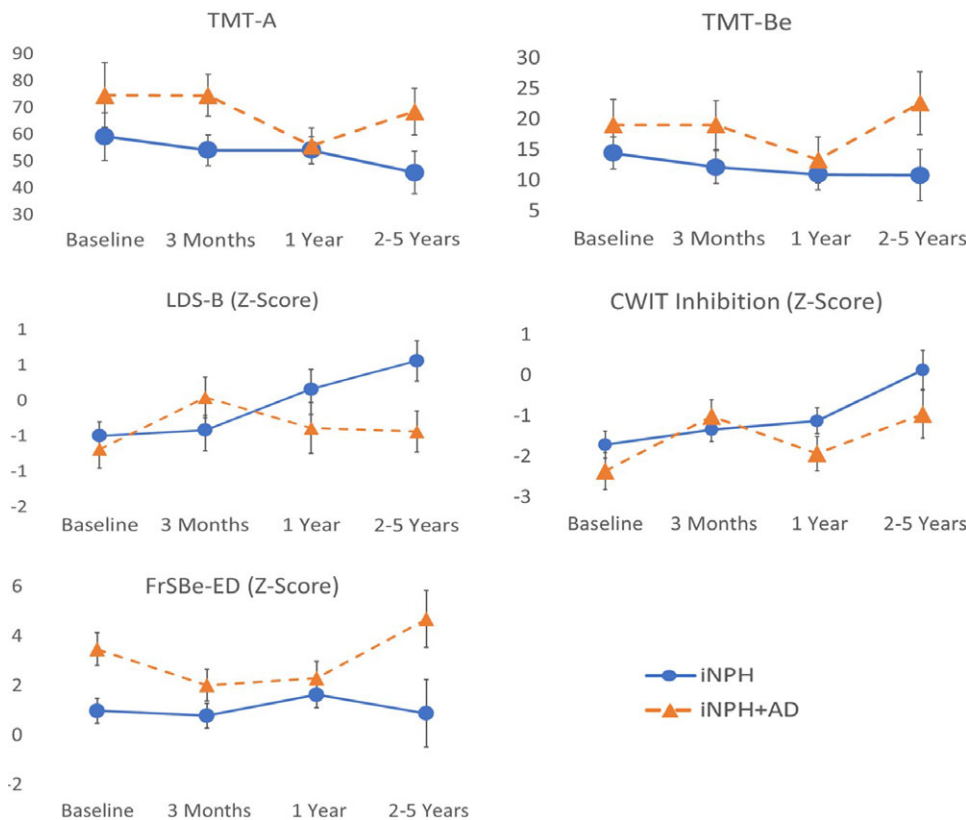 TMT-A
90
80
70
60
50
40
30
Baseline 3 Months 1 Year 2-5 Years
TMT-Be
30
25
20
15
10
5
Baseline 3 Months 1 Year 2-5 Years
LDS-B (Z-Score)
1
1
0
-1
-1
-2
Baseline 3 Months 1 Year 2-5 Years
CWIT Inhibition (Z-Score)
1
0
-1
-2
-3
Baseline 3 Months 1 Year 2-5 Years
FrSBe-ED (Z-Score)
6
4
2
0
-2
Baseline 3 Months 1 Year 2-5 Years
iNPH
iNPH+AD